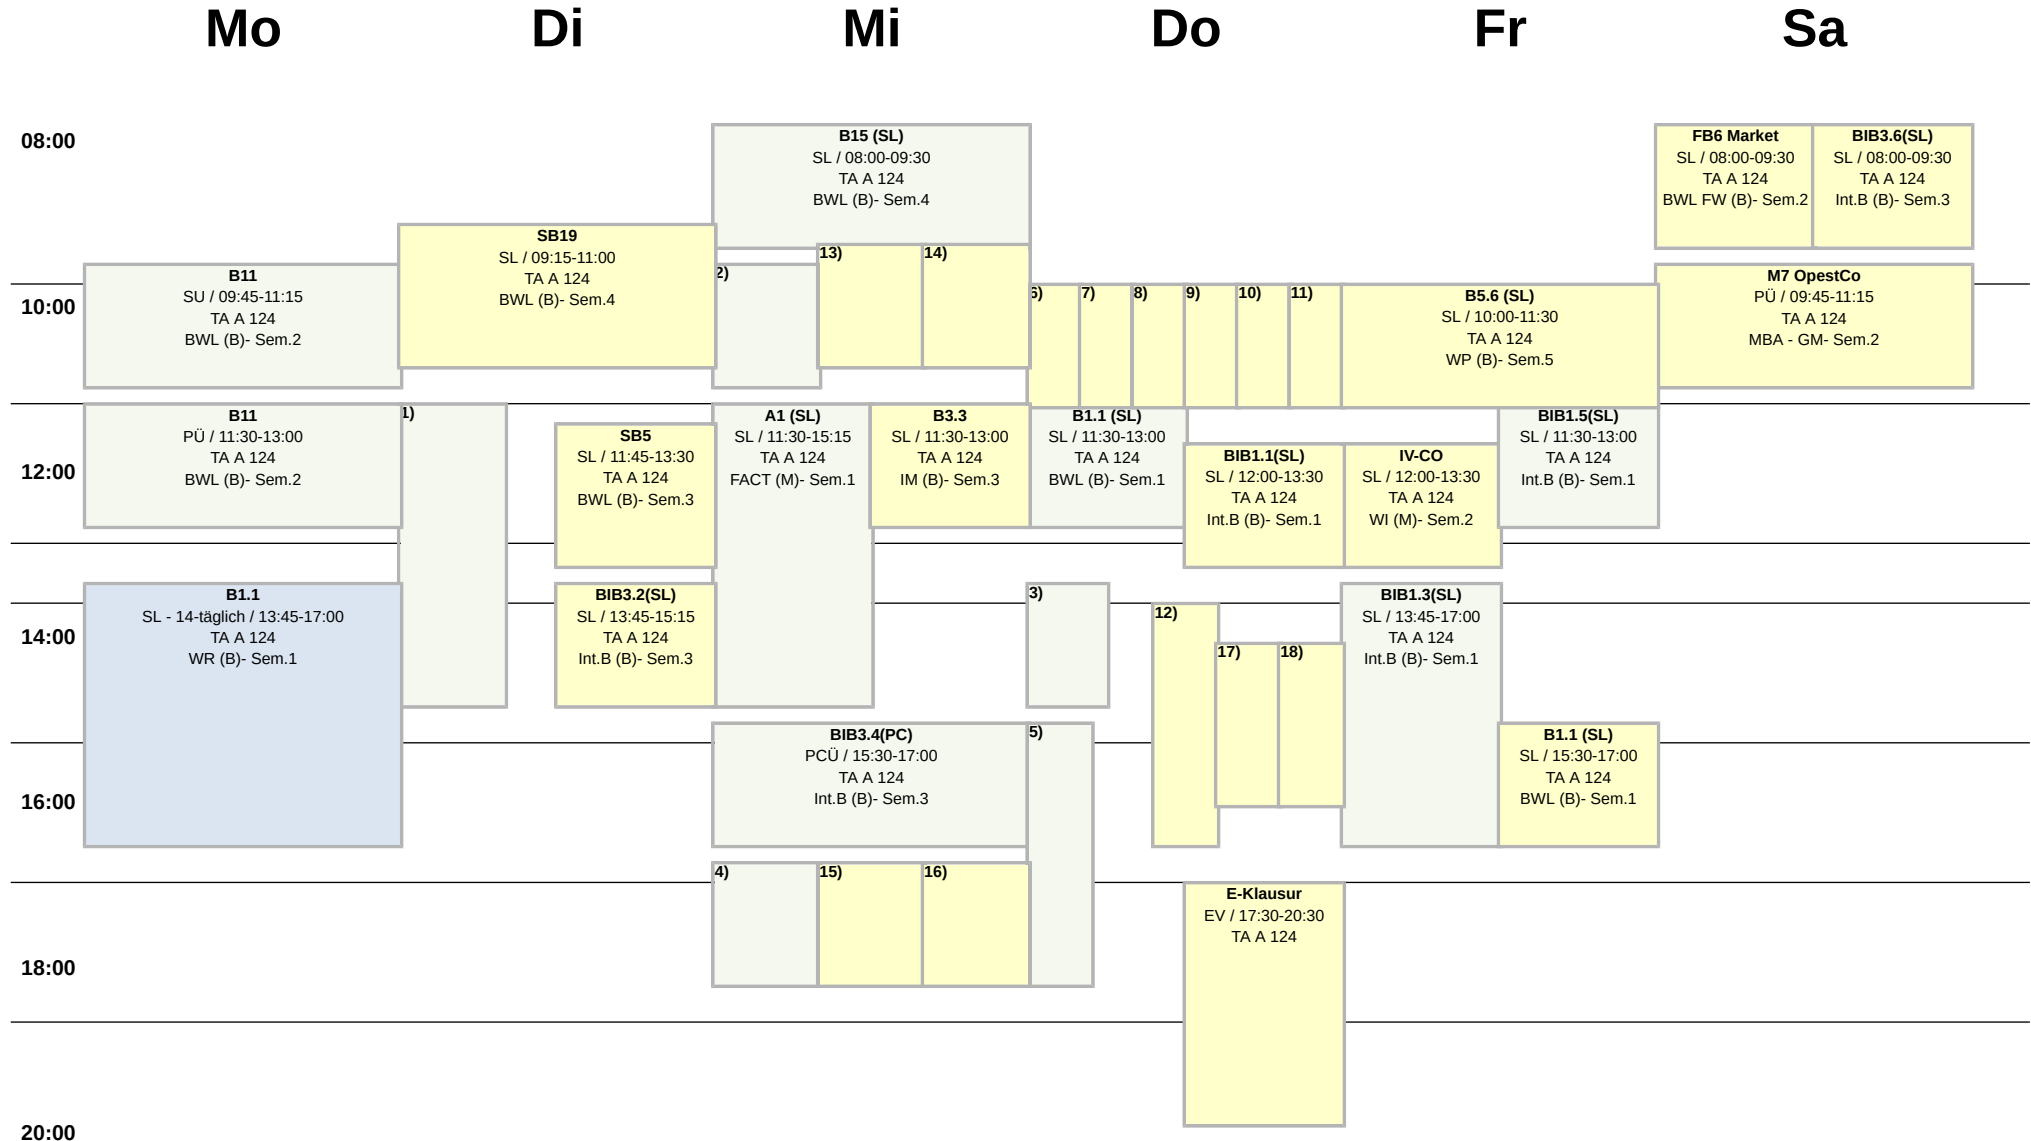 Mo
Di
Mi
Do
Fr
Sa
08:00
10:00
12:00
14:00
16:00
18:00
20:00
B11
SU / 09:45-11:15
TA A 124
BWL (B)- Sem.2
B11
PÜ / 11:30-13:00
TA A 124
BWL (B)- Sem.2
B1.1
SL - 14-täglich / 13:45-17:00
TA A 124
WR (B)- Sem.1
SB19
SL / 09:15-11:00
TA A 124
BWL (B)- Sem.4
1)
SB5
SL / 11:45-13:30
TA A 124
BWL (B)- Sem.3
BIB3.2(SL)
SL / 13:45-15:15
TA A 124
Int.B (B)- Sem.3
B15 (SL)
SL / 08:00-09:30
TA A 124
BWL (B)- Sem.4
2)
13)
14)
A1 (SL)
SL / 11:30-15:15
TA A 124
FACT (M)- Sem.1
B3.3
SL / 11:30-13:00
TA A 124
IM (B)- Sem.3
BIB3.4(PC)
PCÜ / 15:30-17:00
TA A 124
Int.B (B)- Sem.3
4)
15)
16)
6)
7)
8)
9)
10)
11)
B1.1 (SL)
SL / 11:30-13:00
TA A 124
BWL (B)- Sem.1
BIB1.1(SL)
SL / 12:00-13:30
TA A 124
Int.B (B)- Sem.1
3)
12)
17)
18)
5)
E-Klausur
EV / 17:30-20:30
TA A 124
B5.6 (SL)
SL / 10:00-11:30
TA A 124
WP (B)- Sem.5
IV-CO
SL / 12:00-13:30
TA A 124
WI (M)- Sem.2
BIB1.5(SL)
SL / 11:30-13:00
TA A 124
Int.B (B)- Sem.1
BIB1.3(SL)
SL / 13:45-17:00
TA A 124
Int.B (B)- Sem.1
B1.1 (SL)
SL / 15:30-17:00
TA A 124
BWL (B)- Sem.1
FB6 Market
SL / 08:00-09:30
TA A 124
BWL FW (B)- Sem.2
BIB3.6(SL)
SL / 08:00-09:30
TA A 124
Int.B (B)- Sem.3
M7 OpestCo
PÜ / 09:45-11:15
TA A 124
MBA - GM- Sem.2